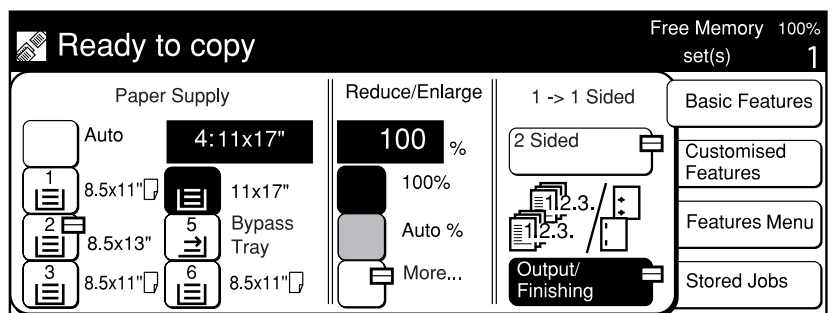 Ready to copy
Free Memory 100%
set(s) 1
Paper Supply
Auto
4:11x17"
1
8.5x11"
11x17"
2
8.5x13"
5
Bypass
Tray
3
8.5x11"
6
8.5x11"
Reduce/Enlarge
100 %
100%
Auto %
More...
1 -> 1 Sided
2 Sided
1.2.3.
1.2.3.
Output/
Finishing
Basic Features
Customised
Features
Features Menu
Stored Jobs